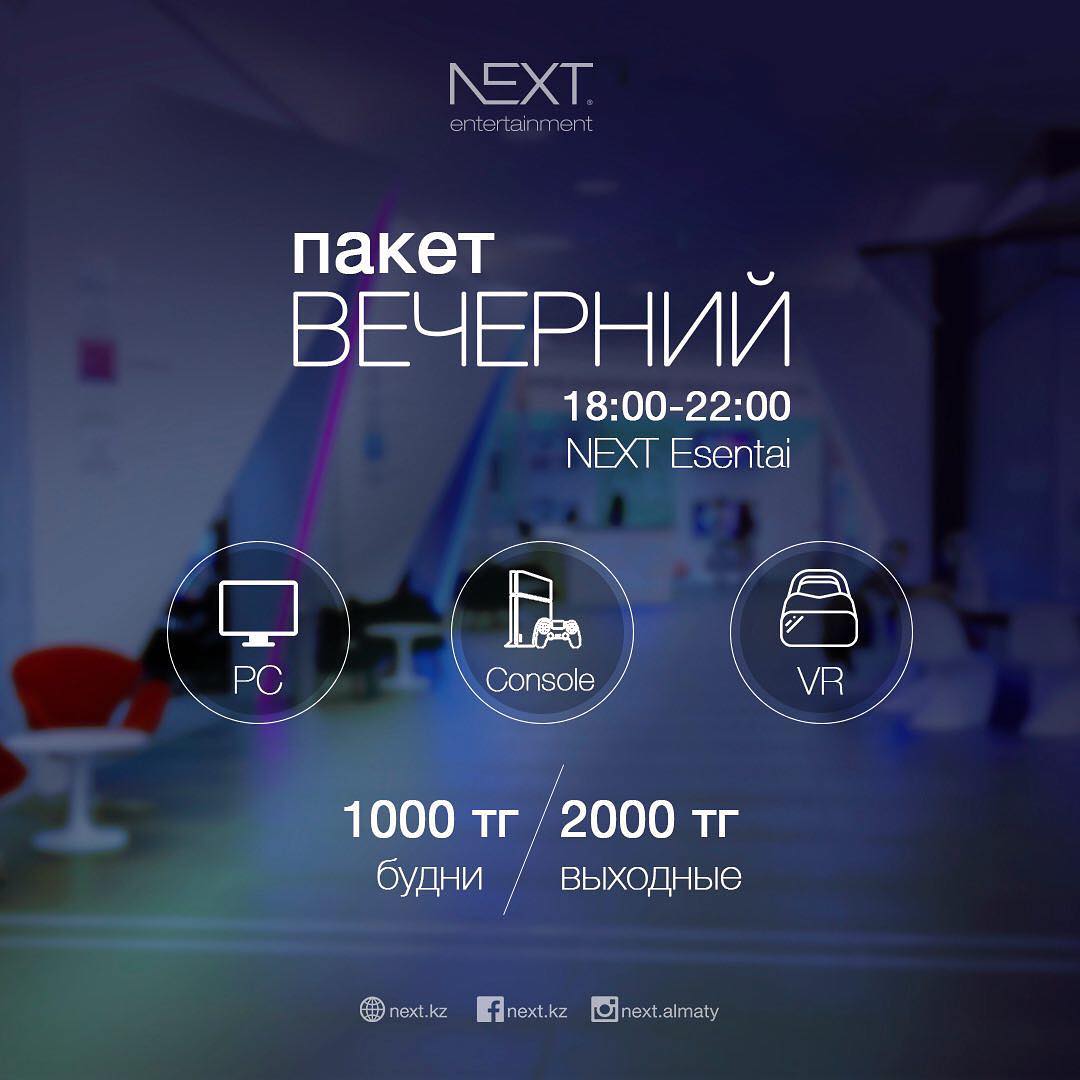 NEXT®
entertainment
пакет
ВЕЧЕРНИЙ
18:00-22:00
NEXT Esentai
PC
Console
VR
1000 тг / 2000 тг
будни выходные
next.kz next.kz next.almaty